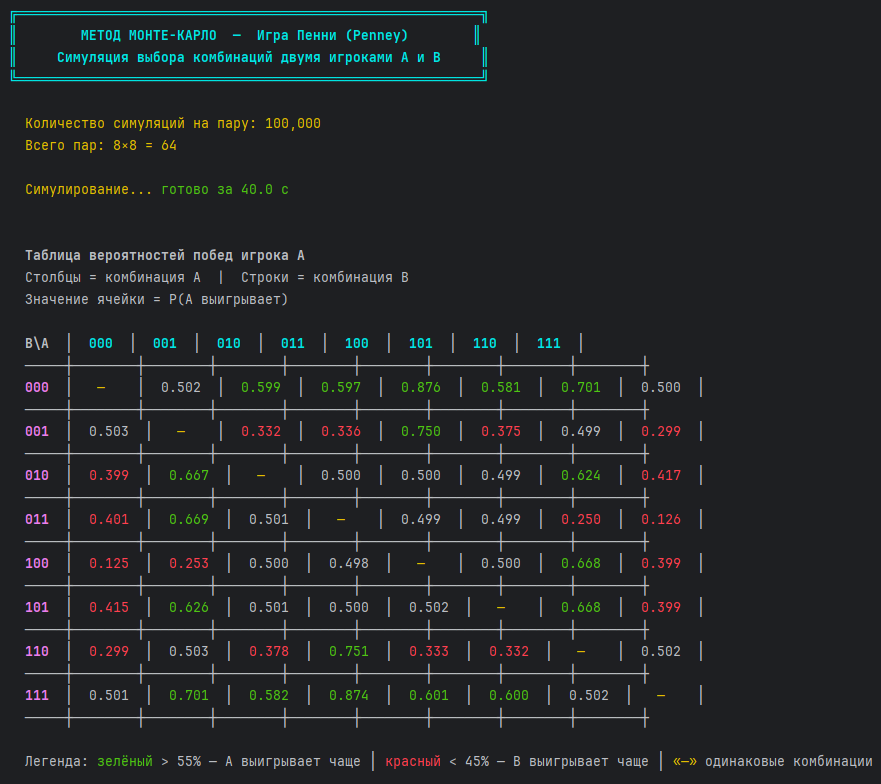 МЕТОД МОНТЕ-КАРЛО — Игра Пенни (Penney)
Симуляция выбора комбинаций двумя игроками А и В
Количество симуляций на пару: 100,000
Всего пар: 8×8 = 64
Симулирование... готово за 40.0 с
Таблица вероятностей побед игрока А
Столбцы = комбинация А | Строки = комбинация В
Значение ячейки = P(А выигрывает)
B\A | 000 | 001 | 010 | 011 | 100 | 101 | 110 | 111 |
000 | — | 0.502 | 0.599 | 0.597 | 0.876 | 0.581 | 0.701 | 0.500 |
001 | 0.503 | — | 0.332 | 0.336 | 0.750 | 0.375 | 0.499 | 0.299 |
010 | 0.399 | 0.667 | — | 0.500 | 0.500 | 0.499 | 0.624 | 0.417 |
011 | 0.401 | 0.669 | 0.501 | — | 0.499 | 0.499 | 0.250 | 0.126 |
100 | 0.125 | 0.253 | 0.500 | 0.498 | — | 0.500 | 0.668 | 0.399 |
101 | 0.415 | 0.626 | 0.501 | 0.500 | 0.502 | — | 0.668 | 0.399 |
110 | 0.299 | 0.503 | 0.378 | 0.751 | 0.333 | 0.332 | — | 0.502 |
111 | 0.501 | 0.701 | 0.582 | 0.874 | 0.601 | 0.600 | 0.502 | — |
Легенда: зелёный > 55% — А выигрывает чаще | красный < 45% — В выигрывает чаще | «—» одинаковые комбинации